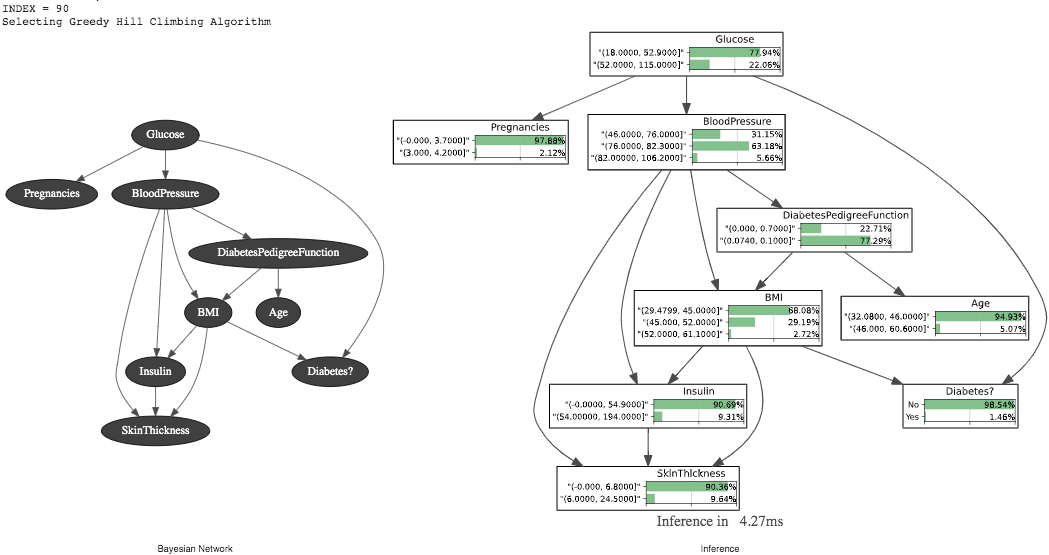 INDEX = 90
Selecting Greedy Hill Climbing Algorithm
Glucose
Pregnancies
BloodPressure
DiabetesPedigreeFunction
BMI
Age
Insulin
Diabetes?
SkinThickness
Bayesian Network
Glucose
"(18.0000, 52.9000]" 77.94%
"(52.0000, 115.0000]" 22.06%
Pregnancies
"(-0.000, 3.7000]" 97.88%
"(3.000, 4.2000]" 2.12%
BloodPressure
"(46.0000, 76.0000]" 31.15%
"(76.0000, 82.3000]" 63.18%
"(82.00000, 106.2000]" 5.66%
DiabetesPedigreeFunction
"(0.000, 0.7000]" 22.71%
"(0.0740, 0.1000]" 77.29%
BMI
"(29.4799, 45.0000]" 68.08%
"(45.000, 52.0000]" 29.19%
"(52.0000, 61.1000]" 2.72%
Age
"(32.0800, 46.0000]" 94.93%
"(46.000, 60.6000]" 5.07%
Insulin
"(-0.0000, 54.9000]" 90.69%
"(54.00000, 194.0000]" 9.31%
Diabetes?
No 98.54%
Yes 1.46%
SkinThickness
"(-0.000, 6.8000]" 90.36%
"(6.0000, 24.5000]" 9.64%
Inference in 4.27ms
Inference